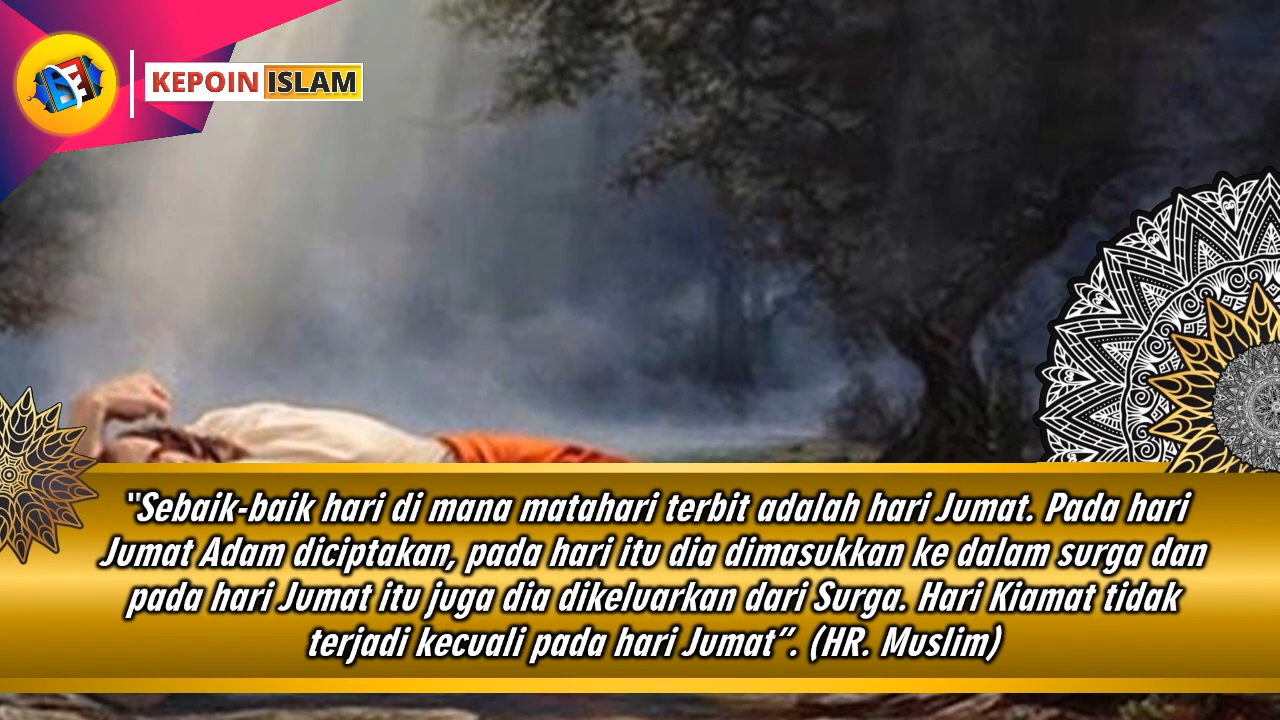 KEPOIN ISLAM
"Sebaik-baik hari di mana matahari terbit adalah hari Jumat. Pada hari
Jumat Adam diciptakan, pada hari itu dia dimasukkan ke dalam surga dan
pada hari Jumat itu juga dia dikeluarkan dari Surga. Hari Kiamat tidak
terjadi kecuali pada hari Jumat”. (HR. Muslim)